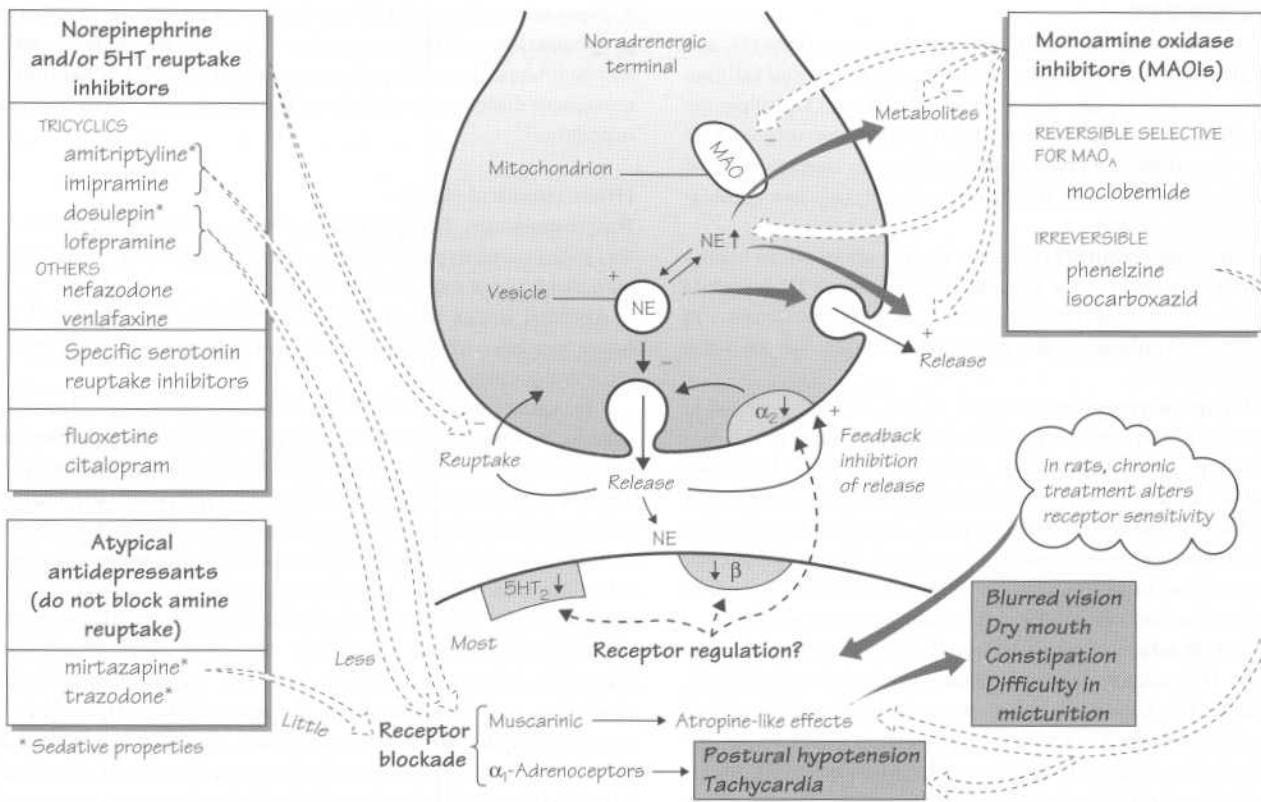 Norepinephrine
and/or 5HT reuptake
inhibitors
TRICYCLICS
amitriptyline*
imipramine
dosulepin*
lofepramine
OTHERS
nefazodone
venlafaxine
Specific serotonin
reuptake inhibitors
fluoxetine
citalopram
Atypical
antidepressants
(do not block amine
reuptake)
mirtazapine*
trazodone*
* Sedative properties
Noradrenergic
terminal
MAO
Mitochondrion
Metabolites
−
−
NE ↑
+
Vesicle
NE
−
+
Release
α2 ↓
−
+
Reuptake
Release
Feedback
inhibition
of release
NE
5HT2 ↓
↓ β
Most
Less
Little
Receptor regulation?
Receptor
blockade
Muscarinic
Atropine-like effects
α1-Adrenoceptors
Postural hypotension
Tachycardia
Monoamine oxidase
inhibitors (MAOIs)
REVERSIBLE SELECTIVE
FOR MAOA
moclobemide
IRREVERSIBLE
phenelzine
isocarboxazid
In rats, chronic
treatment alters
receptor sensitivity
Blurred vision
Dry mouth
Constipation
Difficulty in
micturition